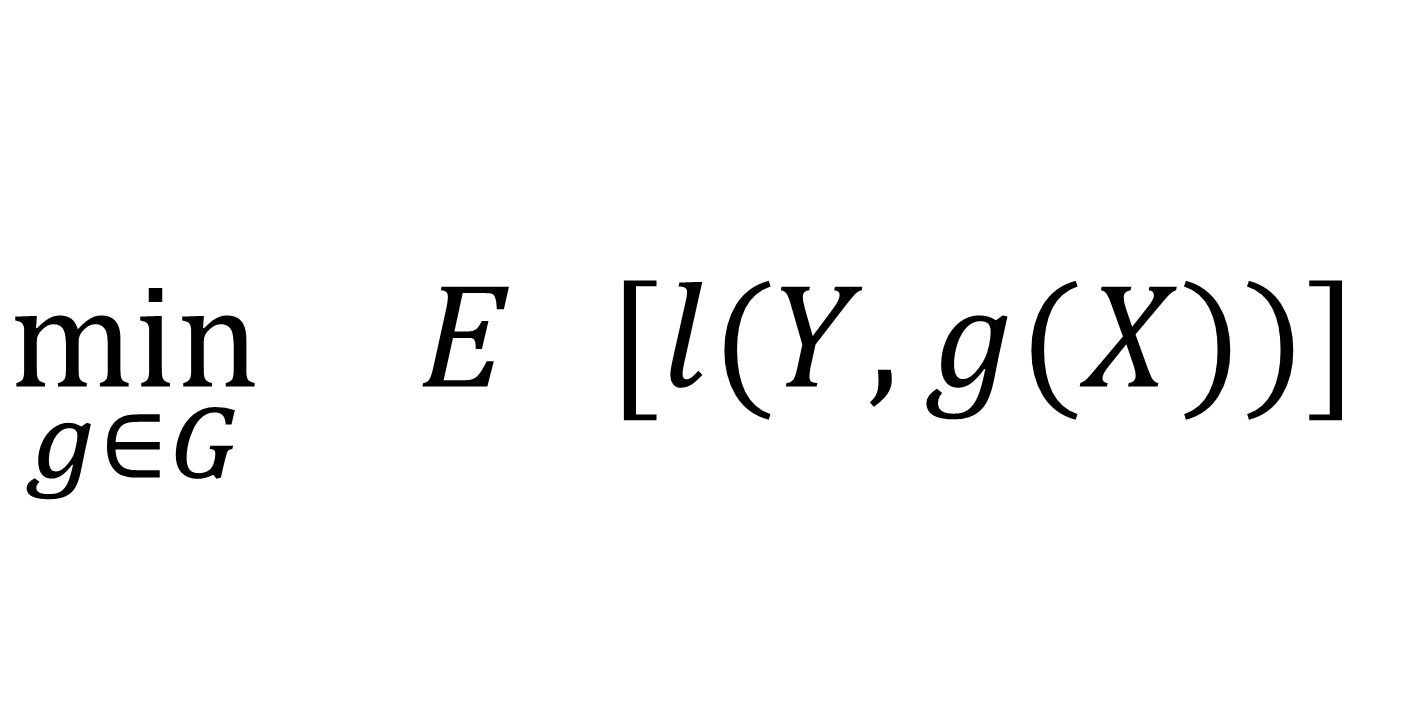 min E [l(Y, g(X))]
g∈G